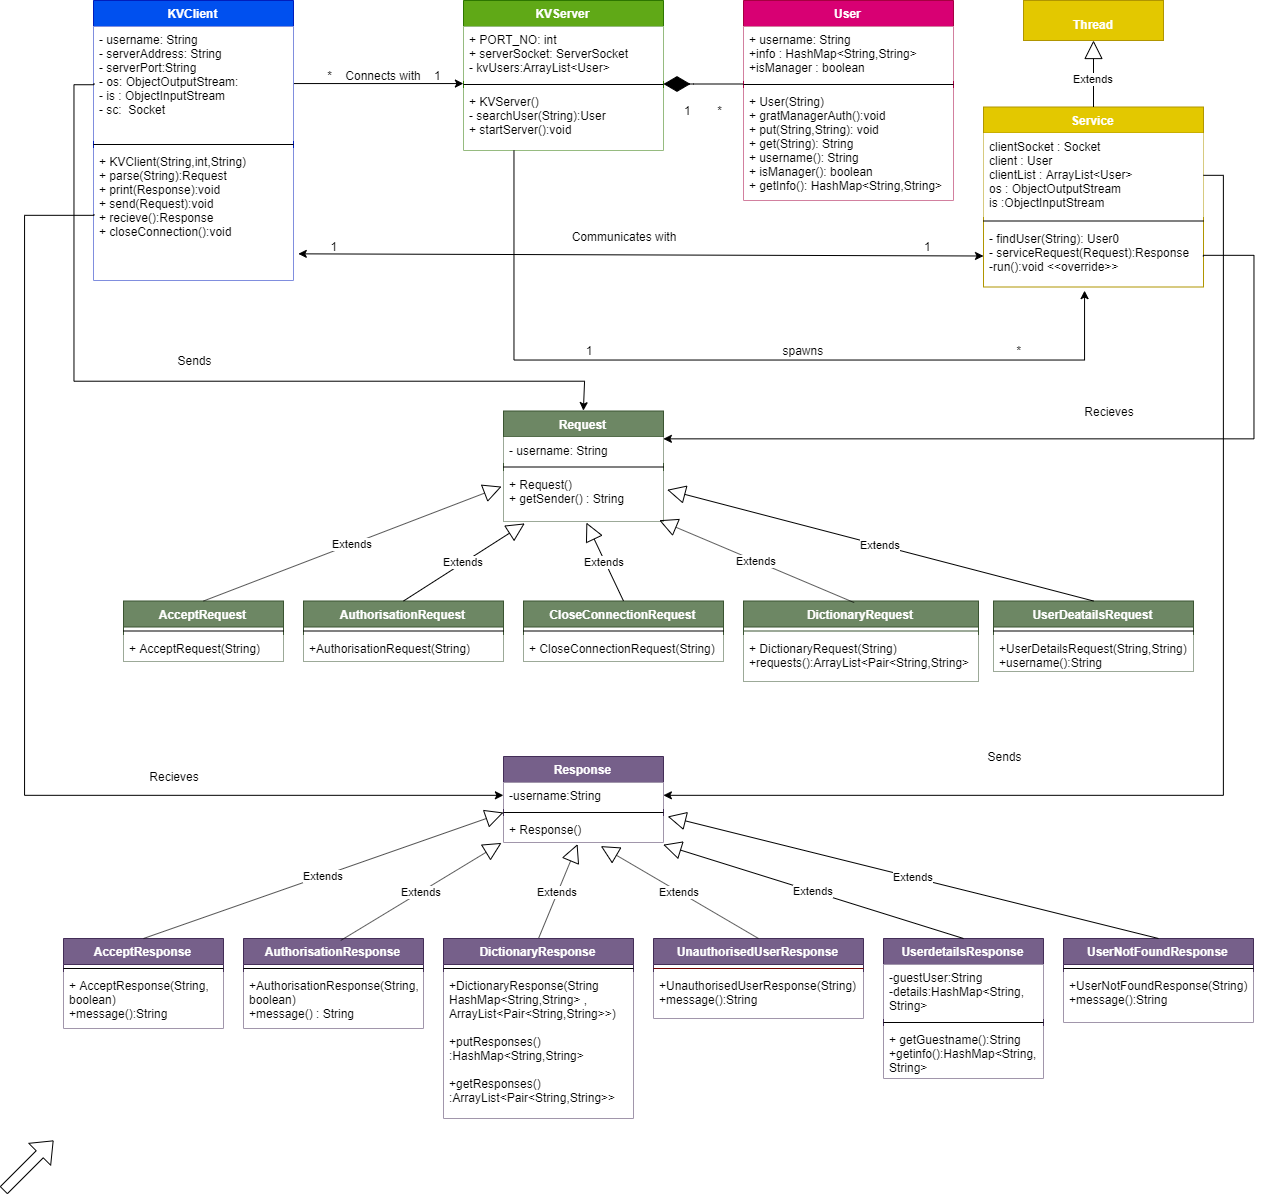 KVClient
- username: String
- serverAddress: String
- serverPort:String
- os: ObjectOutputStream:
- is : ObjectInputStream
- sc:  Socket
+ KVClient(String,int,String)
+ parse(String):Request
+ print(Response):void
+ send(Request):void
+ recieve():Response
+ closeConnection():void
* Connects with 1
KVServer
+ PORT_NO: int
+ serverSocket: ServerSocket
- kvUsers:ArrayList<User>
+ KVServer()
- searchUser(String):User
+ startServer():void
1 *
User
+ username: String
+info : HashMap<String,String>
+isManager : boolean
+ User(String)
+ gratManagerAuth():void
+ put(String,String): void
+ get(String): String
+ username(): String
+ isManager(): boolean
+ getInfo(): HashMap<String,String>
Thread
Extends
Service
clientSocket : Socket
client : User
clientList : ArrayList<User>
os : ObjectOutputStream
is :ObjectInputStream
- findUser(String): User0
- serviceRequest(Request):Response
-run():void <<override>>
1 Communicates with 1
1 spawns *
Sends
Recieves
Request
- username: String
+ Request()
+ getSender() : String
Extends
Extends
Extends
Extends
Extends
AcceptRequest
+ AcceptRequest(String)
AuthorisationRequest
+AuthorisationRequest(String)
CloseConnectionRequest
+ CloseConnectionRequest(String)
DictionaryRequest
+ DictionaryRequest(String)
+requests():ArrayList<Pair<String,String>
UserDeatailsRequest
+UserDetailsRequest(String,String)
+username():String
Recieves
Sends
Response
-username:String
+ Response()
Extends
Extends
Extends
Extends
Extends
Extends
AcceptResponse
+ AcceptResponse(String,
boolean)
+message():String
AuthorisationResponse
+AuthorisationResponse(String,
boolean)
+message() : String
DictionaryResponse
+DictionaryResponse(String
HashMap<String,String> ,
ArrayList<Pair<String,String>>)
+putResponses()
:HashMap<String,String>
+getResponses()
:ArrayList<Pair<String,String>>
UnauthorisedUserResponse
+UnauthorisedUserResponse(String)
+message():String
UserdetailsResponse
-guestUser:String
-details:HashMap<String,
String>
+ getGuestname():String
+getinfo():HashMap<String,
String>
UserNotFoundResponse
+UserNotFoundResponse(String)
+message():String